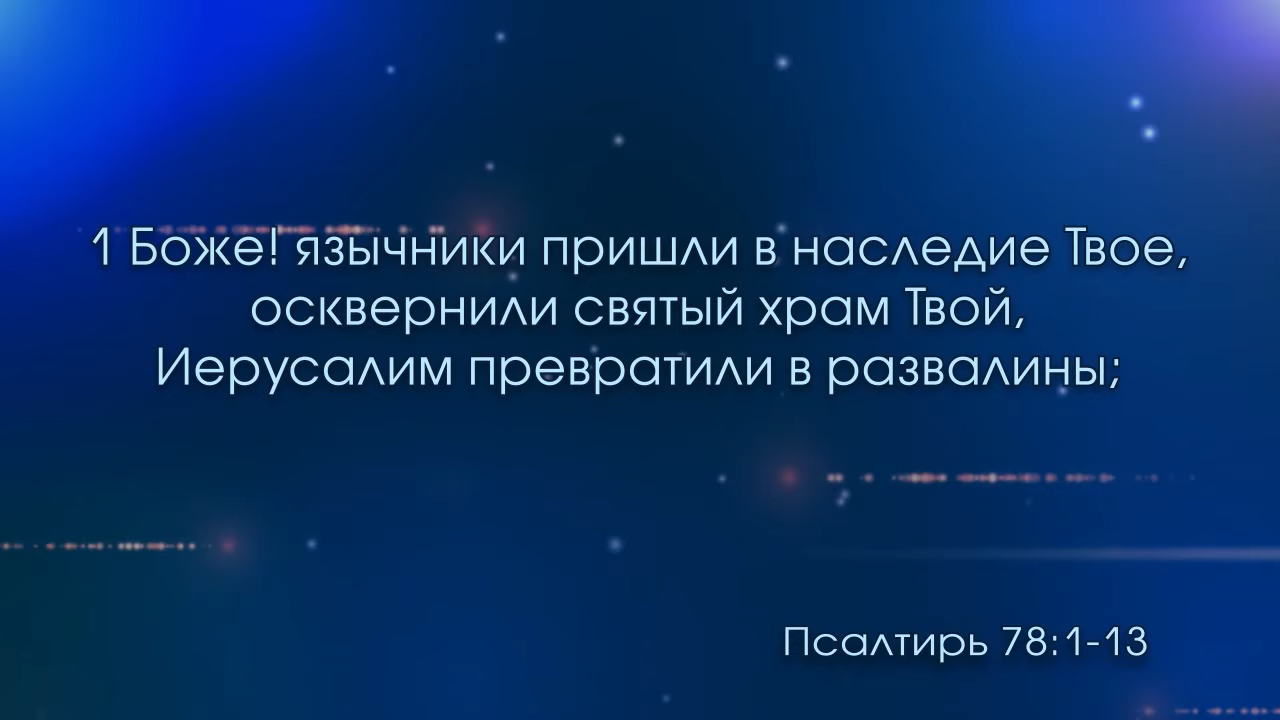 1 Боже! язычники пришли в наследие Твое,
осквернили святый храм Твой,
Иерусалим превратили в развалины;
Псалтирь 78:1-13